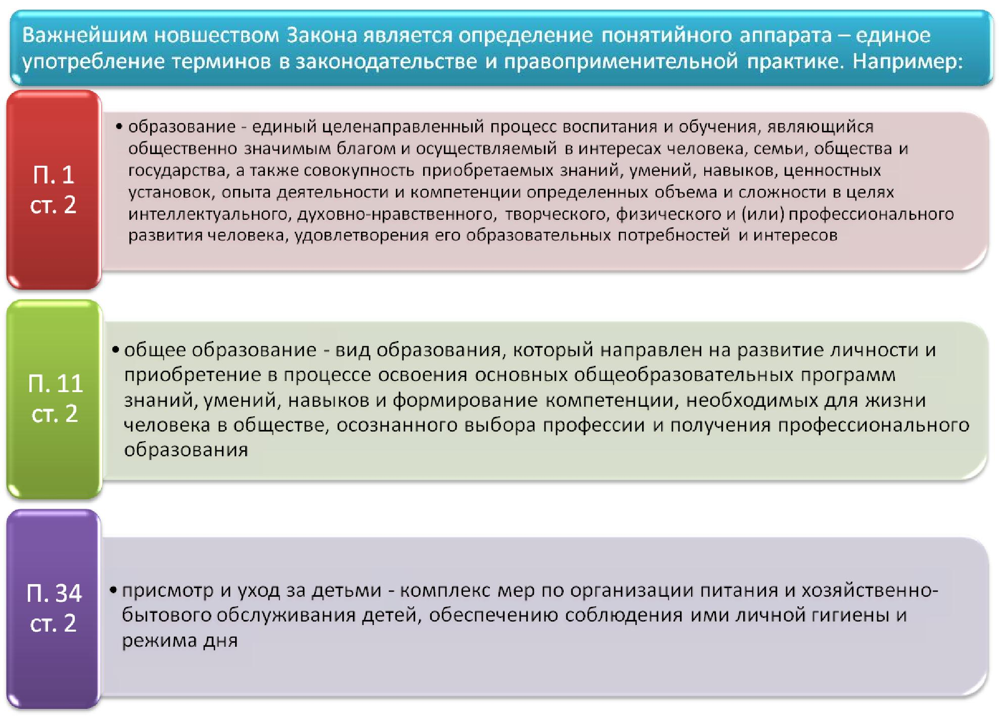 Важнейшим новшеством Закона является определение понятийного аппарата – единое
употребление терминов в законодательстве и правоприменительной практике. Например:
П. 1
ст. 2
• образование - единый целенаправленный процесс воспитания и обучения, являющийся
общественно значимым благом и осуществляемый в интересах человека, семьи, общества и
государства, а также совокупность приобретаемых знаний, умений, навыков, ценностных
установок, опыта деятельности и компетенции определенных объема и сложности в целях
интеллектуального, духовно-нравственного, творческого, физического и (или) профессионального
развития человека, удовлетворения его образовательных потребностей и интересов
П. 11
ст. 2
• общее образование - вид образования, который направлен на развитие личности и
приобретение в процессе освоения основных общеобразовательных программ
знаний, умений, навыков и формирование компетенции, необходимых для жизни
человека в обществе, осознанного выбора профессии и получения профессионального
образования
П. 34
ст. 2
• присмотр и уход за детьми - комплекс мер по организации питания и хозяйственно-
бытового обслуживания детей, обеспечению соблюдения ими личной гигиены и
режима дня